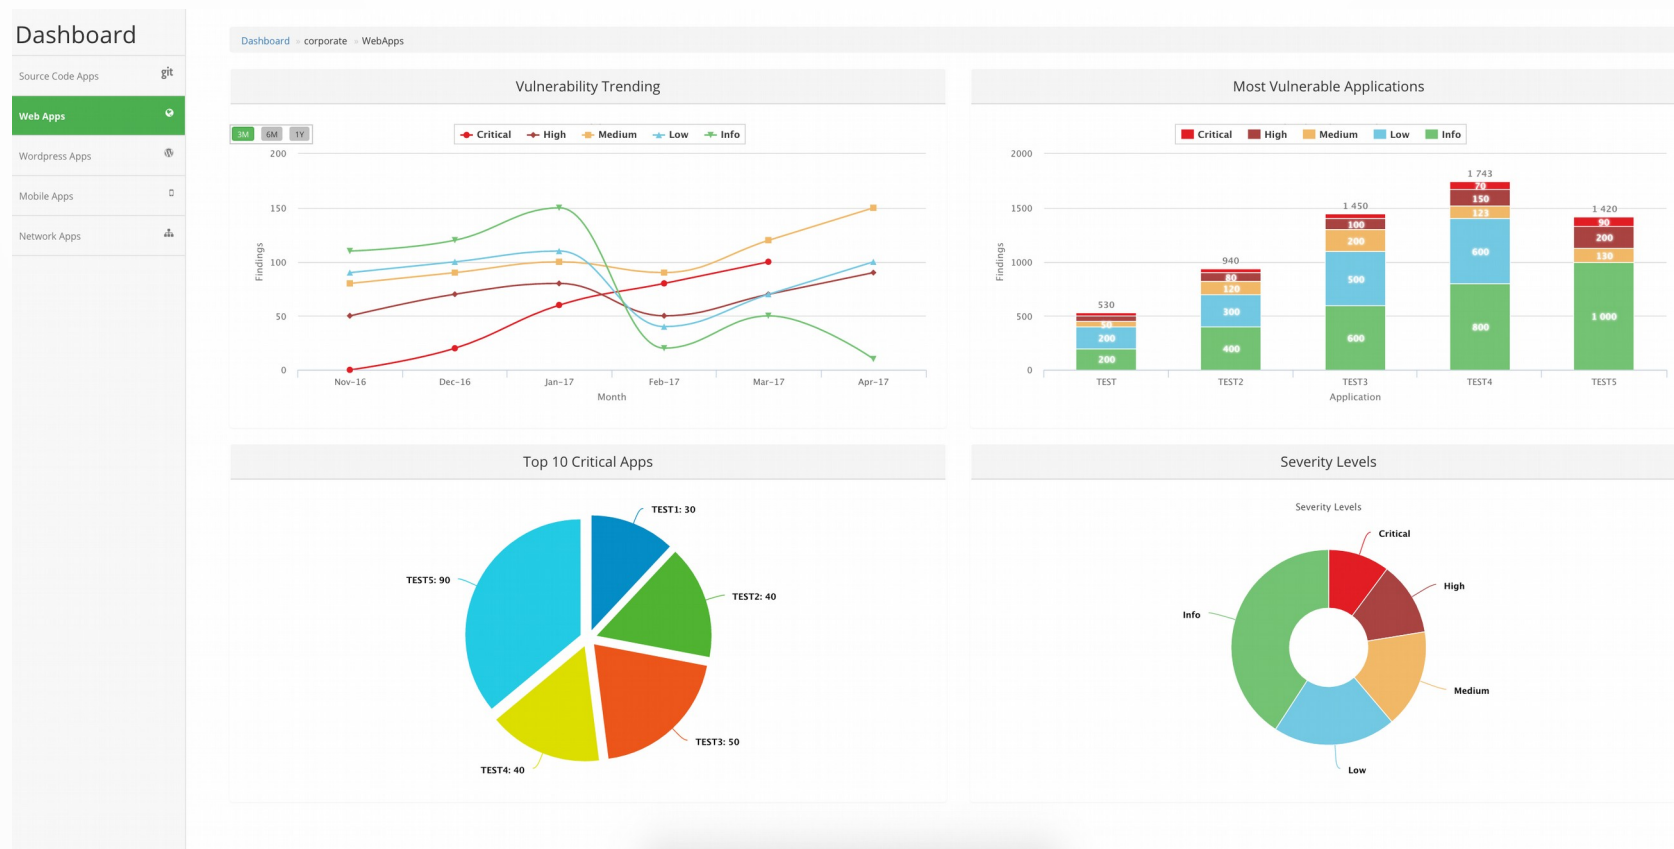 Dashboard
Source Code Apps git
Web Apps
Wordpress Apps
Mobile Apps
Network Apps
Dashboard » corporate » WebApps
Vulnerability Trending
3M 6M 1Y
Critical High Medium Low Info
200
150
100
50
0
Findings
Nov-16 Dec-16 Jan-17 Feb-17 Mar-17 Apr-17
Month
Most Vulnerable Applications
Critical High Medium Low Info
2000
1500
1000
500
0
Findings
530
50
200
200
940
80
120
300
400
1 450
100
200
500
600
1 743
70
150
123
600
800
1 420
90
200
130
1 000
TEST TEST2 TEST3 TEST4 TEST5
Application
Top 10 Critical Apps
TEST1: 30
TEST2: 40
TEST3: 50
TEST4: 40
TEST5: 90
Severity Levels
Severity Levels
Critical
High
Medium
Low
Info